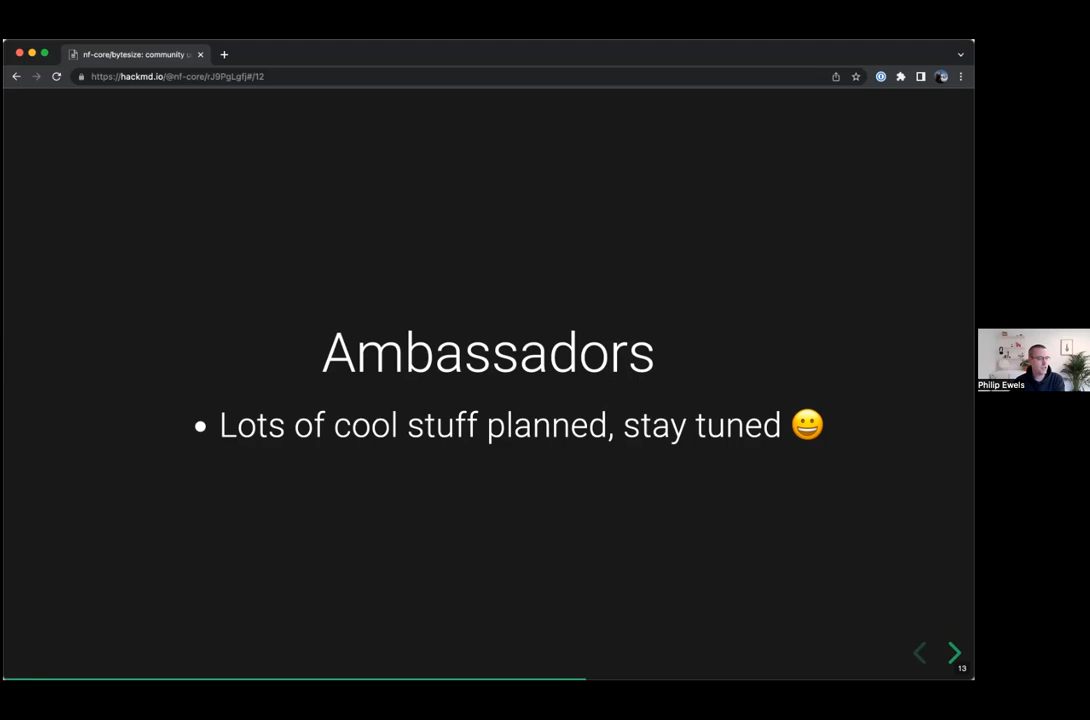 nf-core/bytesize: community u
https://hackmd.io/@nf-core/rJ9PgLgfj#/12
Ambassadors
Lots of cool stuff planned, stay tuned 😀
Philip Ewels
13